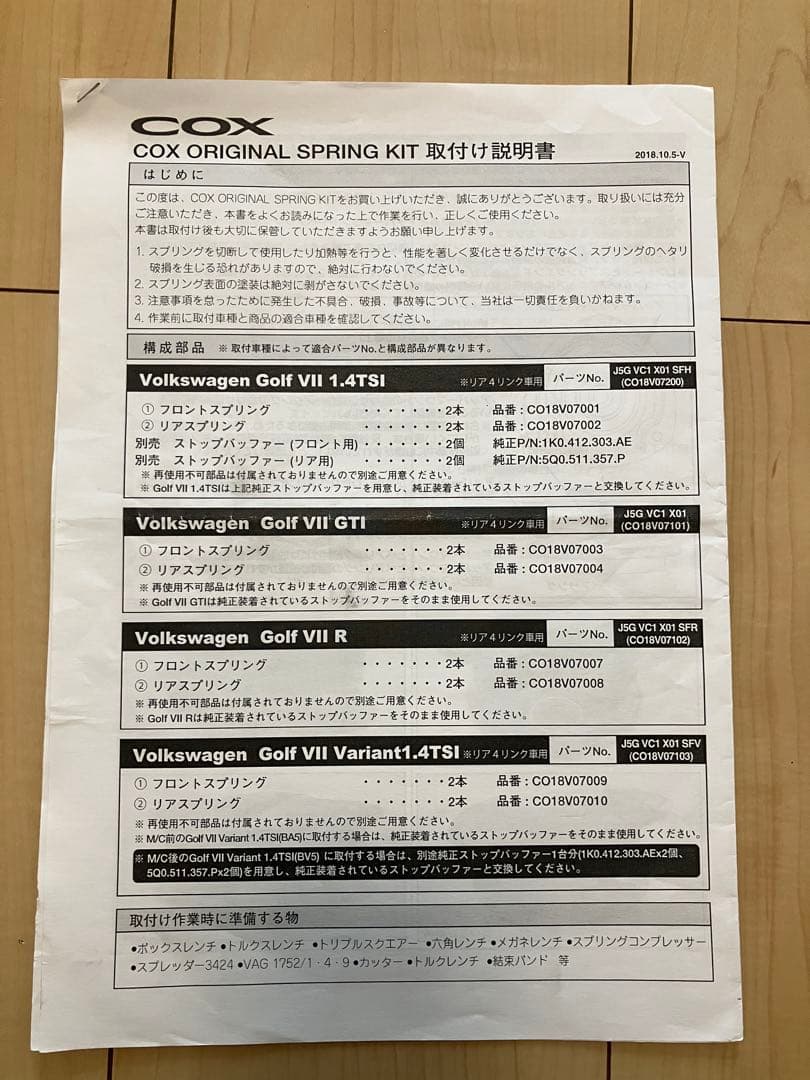 COX
COX ORIGINAL SPRING KIT 取付け説明書 2018.10.5-V
はじめに
この度は、COX ORIGINAL SPRING KITをお買い上げいただき、誠にありがとうございます。取り扱いには充分
ご注意いただき、本書をよくお読みになった上で作業を行い、正しくご使用ください。
本書は取付け後も大切に保管していただきますようお願い申し上げます。
1. スプリングを切断して使用したり加熱等を行うと、性能を著しく変化させるだけでなく、スプリングのヘタリ
破損を生じる恐れがありますので、絶対に行わないでください。
2. スプリング表面の塗装は絶対に剥がさないでください。
3. 注意事項を怠ったために発生した不具合、破損、事故等について、当社は一切責任を負いかねます。
4. 作業前に取付車種と商品の適合車種を確認してください。
構成部品 ※ 取付車種によって適合パーツNo.と構成部品が異なります。
Volkswagen Golf VII 1.4TSI ※リア4リンク車用 パーツNo. J5G VC1 X01 SFH
(CO18V07200)
① フロントスプリング ・・・・・・・2本 品番 : CO18V07001
② リアスプリング ・・・・・・・2本 品番 : CO18V07002
別売 ストップバッファー (フロント用) ・・・・・・・2個 純正P/N:1K0.412.303.AE
別売 ストップバッファー (リア用) ・・・・・・・2個 純正P/N:5Q0.511.357.P
※ 再使用不可部品は付属されておりませんので別途ご用意ください。
※ Golf VII 1.4TSIは上記純正ストップバッファーを用意し、純正装着されているストップバッファーと交換してください。
Volkswagen Golf VII GTI ※リア4リンク車用 パーツNo. J5G VC1 X01
(CO18V07101)
① フロントスプリング ・・・・・・・2本 品番 : CO18V07003
② リアスプリング ・・・・・・・2本 品番 : CO18V07004
※ 再使用不可部品は付属されておりませんので別途ご用意ください。
※ Golf VII GTIは純正装着されているストップバッファーをそのまま使用してください。
Volkswagen Golf VII R ※リア4リンク車用 パーツNo. J5G VC1 X01 SFR
(CO18V07102)
① フロントスプリング ・・・・・・・2本 品番 : CO18V07007
② リアスプリング ・・・・・・・2本 品番 : CO18V07008
※ 再使用不可部品は付属されておりませんので別途ご用意ください。
※ Golf VII Rは純正装着されているストップバッファーをそのまま使用してください。
Volkswagen Golf VII Variant1.4TSI ※リア4リンク車用 パーツNo. J5G VC1 X01 SFV
(CO18V07103)
① フロントスプリング ・・・・・・・2本 品番 : CO18V07009
② リアスプリング ・・・・・・・2本 品番 : CO18V07010
※ 再使用不可部品は付属されておりませんので別途ご用意ください。
※ M/C前のGolf VII Variant 1.4TSI(BA5)に取付する場合は、純正装着されているストップバッファーをそのまま使用してください。
※ M/C後のGolf VII Variant 1.4TSI(BV5) に取付する場合は、別途純正ストップバッファー1台分(1K0.412.303.AEx2個、
5Q0.511.357.Px2個)を用意し、純正装着されているストップバッファーと交換してください。
取付け作業時に準備する物
●ボックスレンチ ●トルクスレンチ ●トリプルスクエアー ●六角レンチ ●メガネレンチ ●スプリングコンプレッサー
●スプレッダー3424 ●VAG 1752/1・4・9 ●カッター ●トルクレンチ ●結束バンド 等